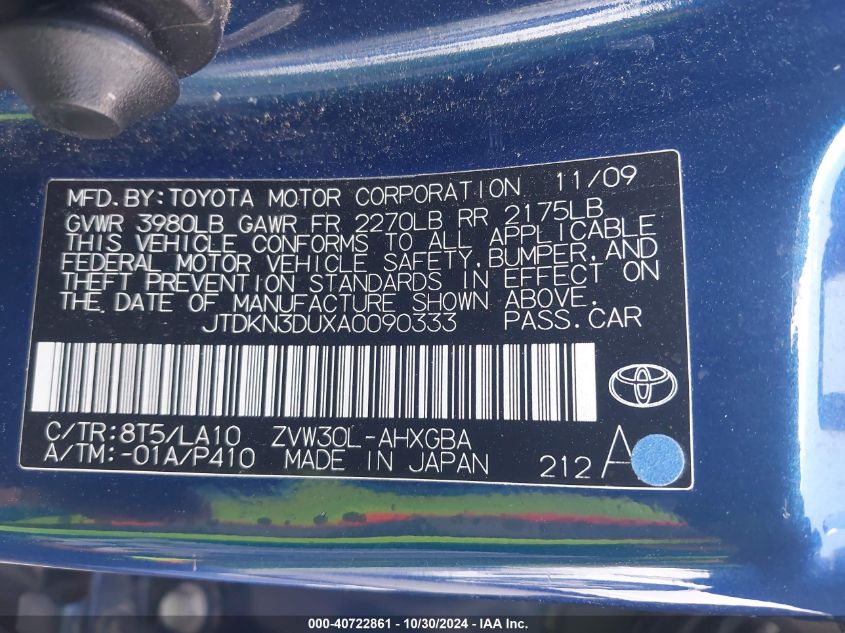 MFD. BY: TOYOTA MOTOR CORPORATION 11/09
GVWR 3980LB GAWR FR 2270LB RR 2175LB
THIS VEHICLE CONFORMS TO ALL APPLICABLE
FEDERAL MOTOR VEHICLE SAFETY, BUMPER, AND
THEFT PREVENTION STANDARDS IN EFFECT ON
THE DATE OF MANUFACTURE SHOWN ABOVE.
JTDKN3DUXA0090333 PASS. CAR
C/TR: 8T5/LA10 ZVW30L-AHXGBA
A/TM: -01A/P410 MADE IN JAPAN 212 A
000-40722861 - 10/30/2024 - IAA Inc.